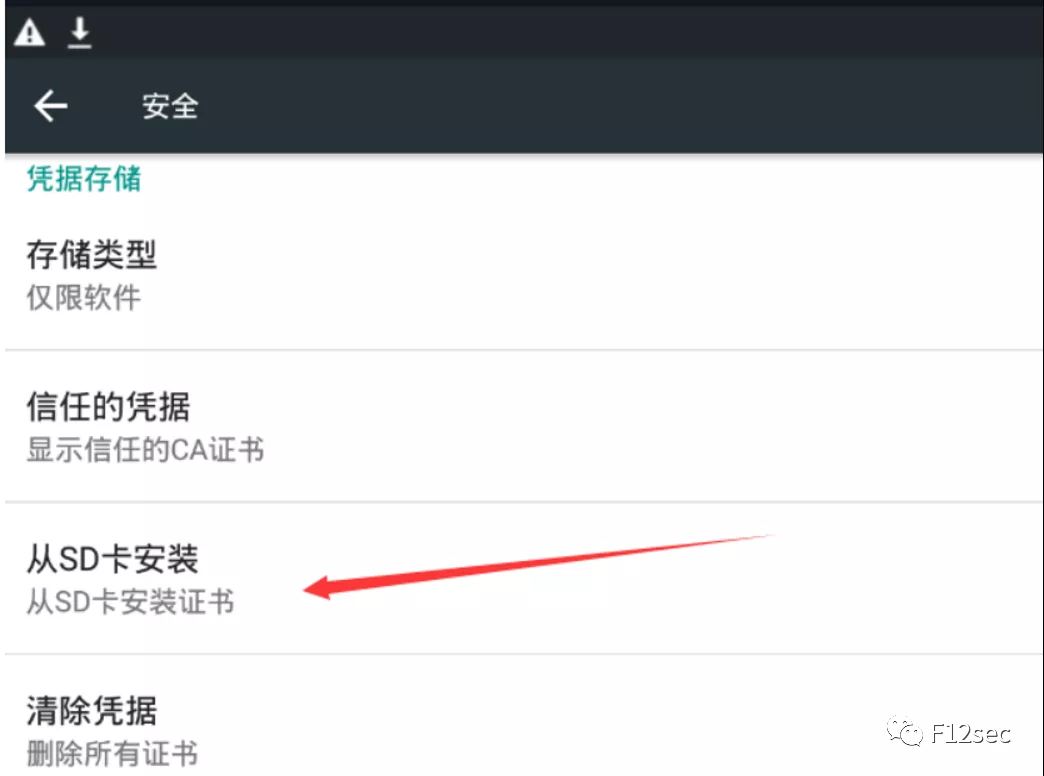 安全
凭据存储
存储类型
仅限软件
信任的凭据
显示信任的CA证书
从SD卡安装
从SD卡安装证书
清除凭据
删除所有证书
F12sec